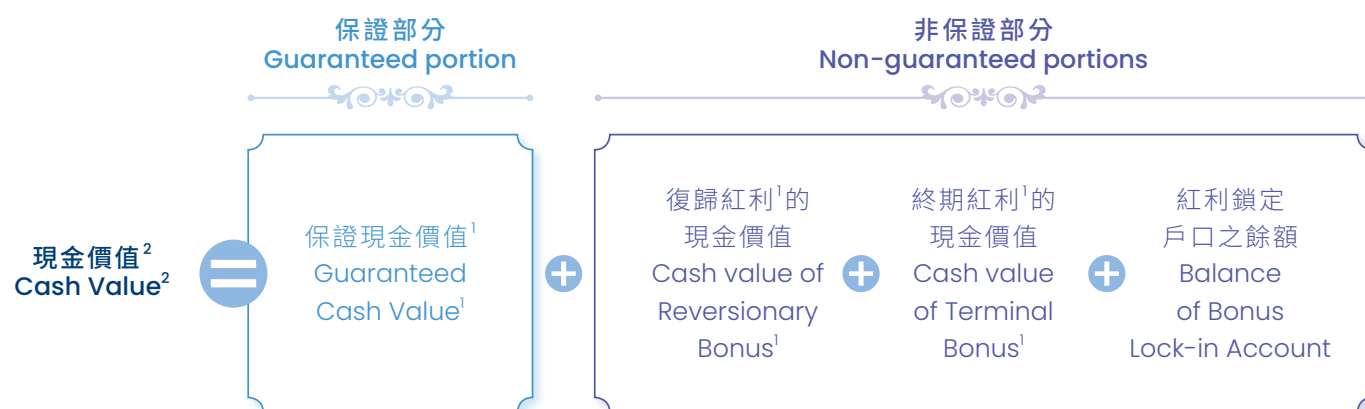 保證部分
Guaranteed portion
非保證部分
Non-guaranteed portions
現金價值²
Cash Value²
=
保證現金價值¹
Guaranteed
Cash Value¹
+
復歸紅利¹的
現金價值
Cash value of
Reversionary
Bonus¹
+
終期紅利¹的
現金價值
Cash value
of Terminal
Bonus¹
+
紅利鎖定
戶口之餘額
Balance
of Bonus
Lock-in Account